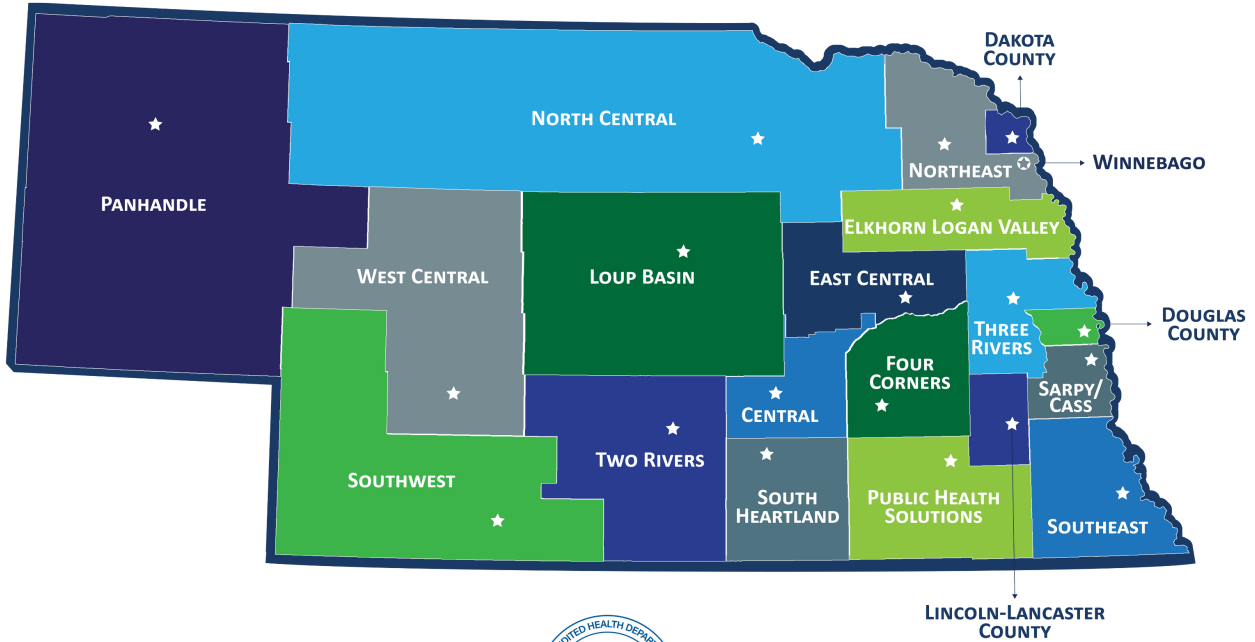 DAKOTA
COUNTY
NORTH CENTRAL
NORTHEAST
WINNEBAGO
PANHANDLE
ELKHORN LOGAN VALLEY
WEST CENTRAL
LOUP BASIN
EAST CENTRAL
DOUGLAS
COUNTY
THREE
RIVERS
FOUR
CORNERS
SARPY/
CASS
CENTRAL
TWO RIVERS
SOUTHWEST
SOUTH
HEARTLAND
PUBLIC HEALTH
SOLUTIONS
SOUTHEAST
LINCOLN-LANCASTER
COUNTY